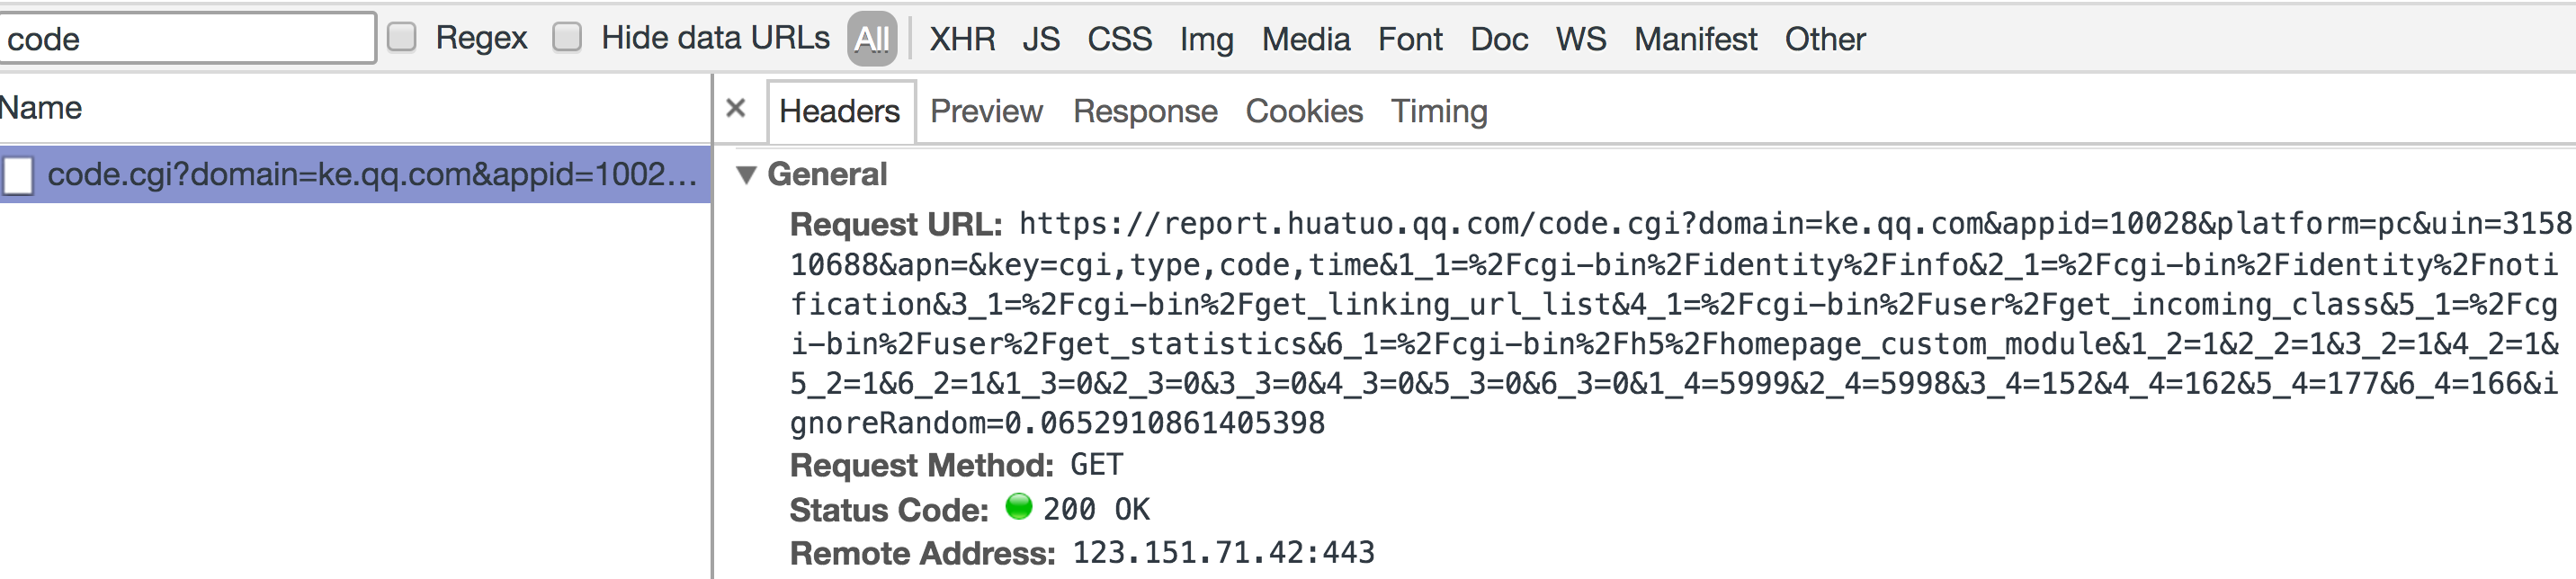 code Regex Hide data URLs All XHR JS CSS Img Media Font Doc WS Manifest Other
Name
code.cgi?domain=ke.qq.com&appid=1002...
× Headers Preview Response Cookies Timing
▼ General
Request URL: https://report.huatuo.qq.com/code.cgi?domain=ke.qq.com&appid=10028&platform=pc&uin=3158
10688&apn=&key=cgi,type,code,time&1_1=%2Fcgi-bin%2Fidentity%2Finfo&2_1=%2Fcgi-bin%2Fidentity%2Fnoti
fication&3_1=%2Fcgi-bin%2Fget_linking_url_list&4_1=%2Fcgi-bin%2Fuser%2Fget_incoming_class&5_1=%2Fcg
i-bin%2Fuser%2Fget_statistics&6_1=%2Fcgi-bin%2Fh5%2Fhomepage_custom_module&1_2=1&2_2=1&3_2=1&4_2=1&
5_2=1&6_2=1&1_3=0&2_3=0&3_3=0&4_3=0&5_3=0&6_3=0&1_4=5999&2_4=5998&3_4=152&4_4=162&5_4=177&6_4=166&i
gnoreRandom=0.0652910861405398
Request Method: GET
Status Code: 200 OK
Remote Address: 123.151.71.42:443